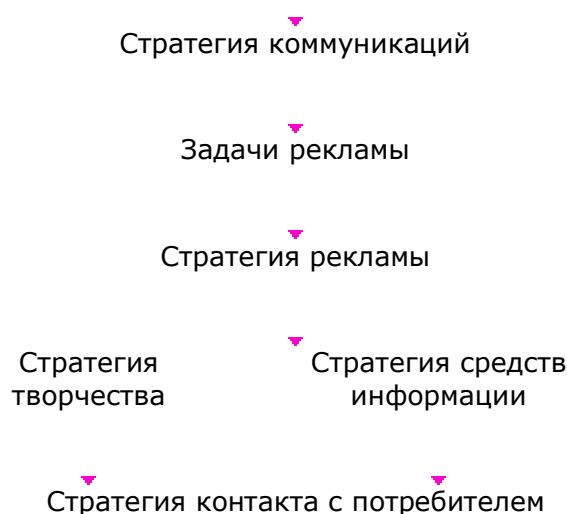 Стратегия коммуникаций
Задачи рекламы
Стратегия рекламы
Стратегия
творчества
Стратегия средств
информации
Стратегия контакта с потребителем